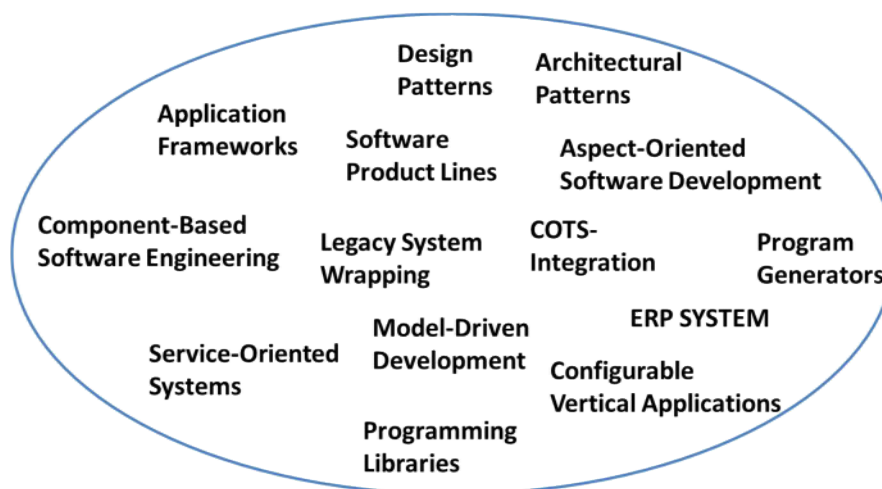 Design
Patterns
Architectural
Patterns
Application
Frameworks
Software
Product Lines
Aspect-Oriented
Software Development
Component-Based
Software Engineering
Legacy System
Wrapping
COTS-
Integration
Program
Generators
ERP SYSTEM
Model-Driven
Development
Service-Oriented
Systems
Configurable
Vertical Applications
Programming
Libraries